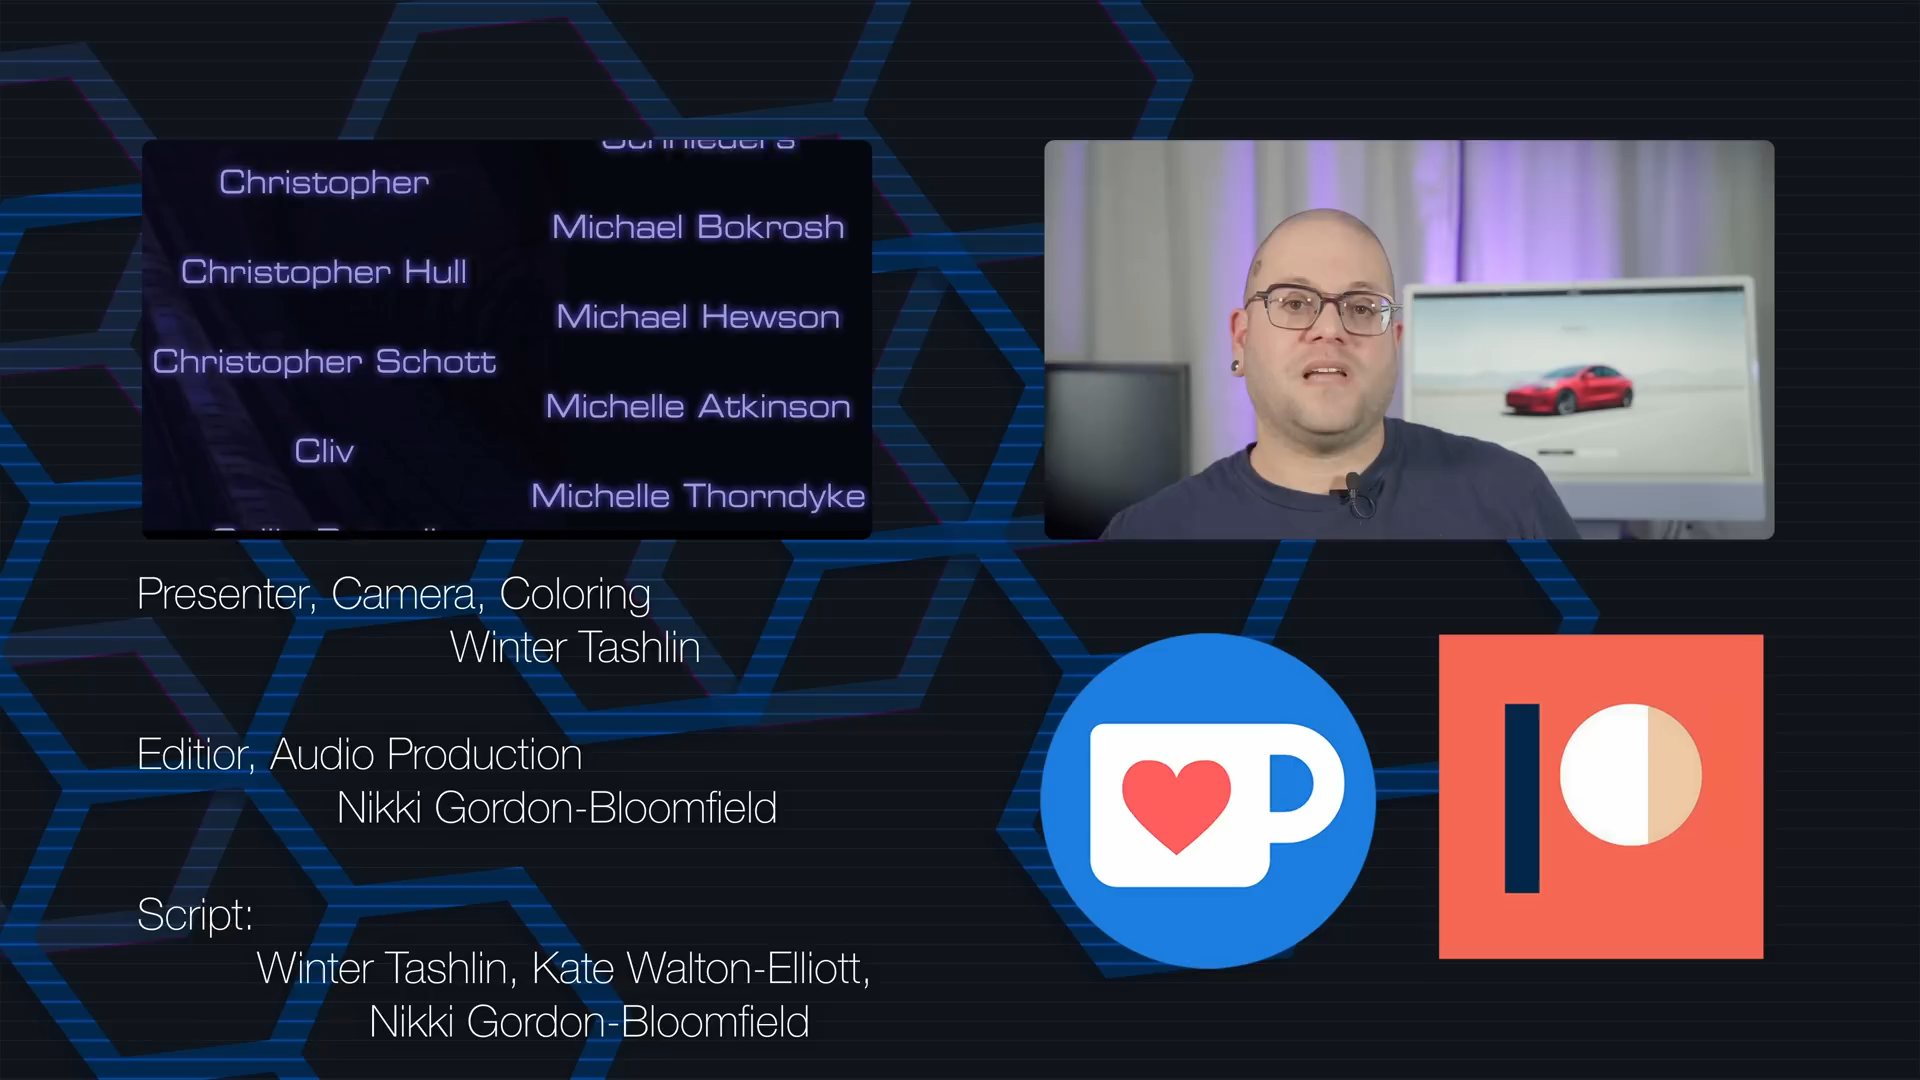 Christopher
Christopher Hull
Christopher Schott
Cliv
Michael Bokrosh
Michael Hewson
Michelle Atkinson
Michelle Thorndyke
Presenter, Camera, Coloring
Winter Tashlin
Editior, Audio Production
Nikki Gordon-Bloomfield
Script:
Winter Tashlin, Kate Walton-Elliott,
Nikki Gordon-Bloomfield